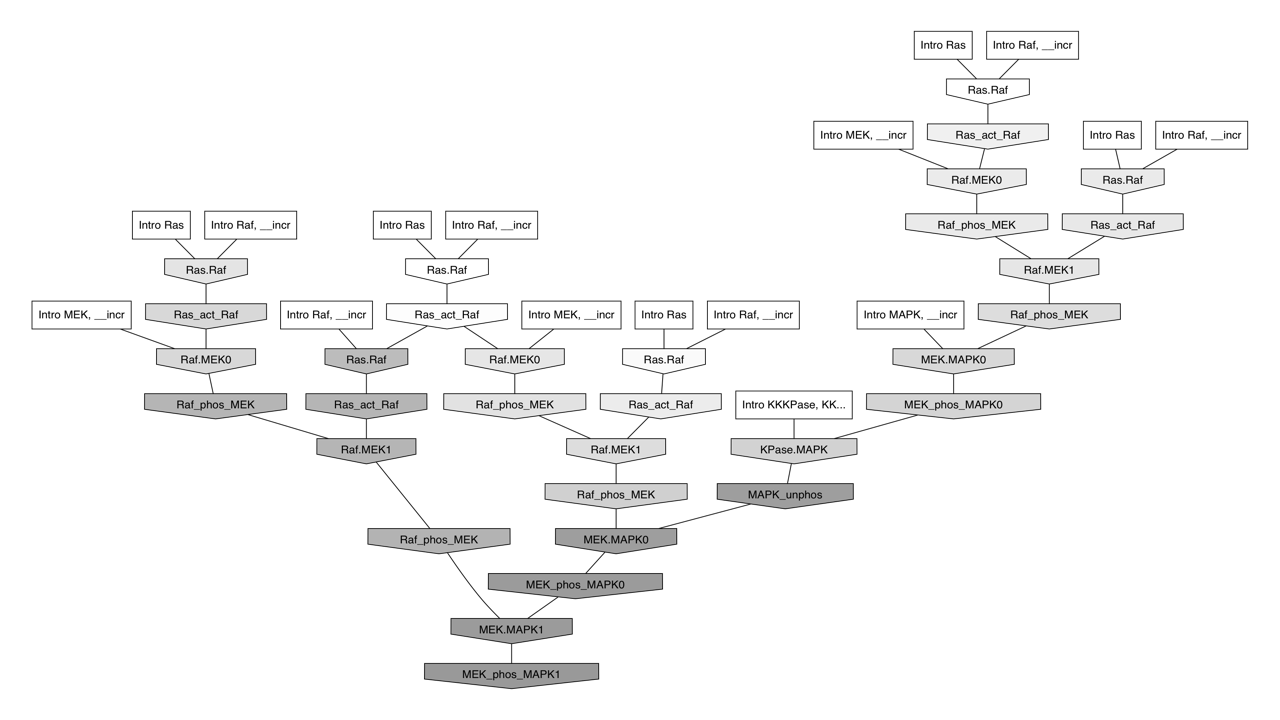 Intro Ras
Intro Raf, __incr
Ras.Raf
Intro MEK, __incr
Ras_act_Raf
Intro Ras
Intro Raf, __incr
Raf.MEK0
Ras.Raf
Intro Ras
Intro Raf, __incr
Intro Ras
Intro Raf, __incr
Raf_phos_MEK
Ras_act_Raf
Ras.Raf
Ras.Raf
Raf.MEK1
Intro MEK, __incr
Ras_act_Raf
Intro Raf, __incr
Ras_act_Raf
Intro MEK, __incr
Intro Ras
Intro Raf, __incr
Intro MAPK, __incr
Raf_phos_MEK
Raf.MEK0
Ras.Raf
Raf.MEK0
Ras.Raf
MEK.MAPK0
Raf_phos_MEK
Ras_act_Raf
Raf_phos_MEK
Ras_act_Raf
Intro KKKPase, KK...
MEK_phos_MAPK0
Raf.MEK1
Raf.MEK1
KPase.MAPK
Raf_phos_MEK
MAPK_unphos
Raf_phos_MEK
MEK.MAPK0
MEK_phos_MAPK0
MEK.MAPK1
MEK_phos_MAPK1